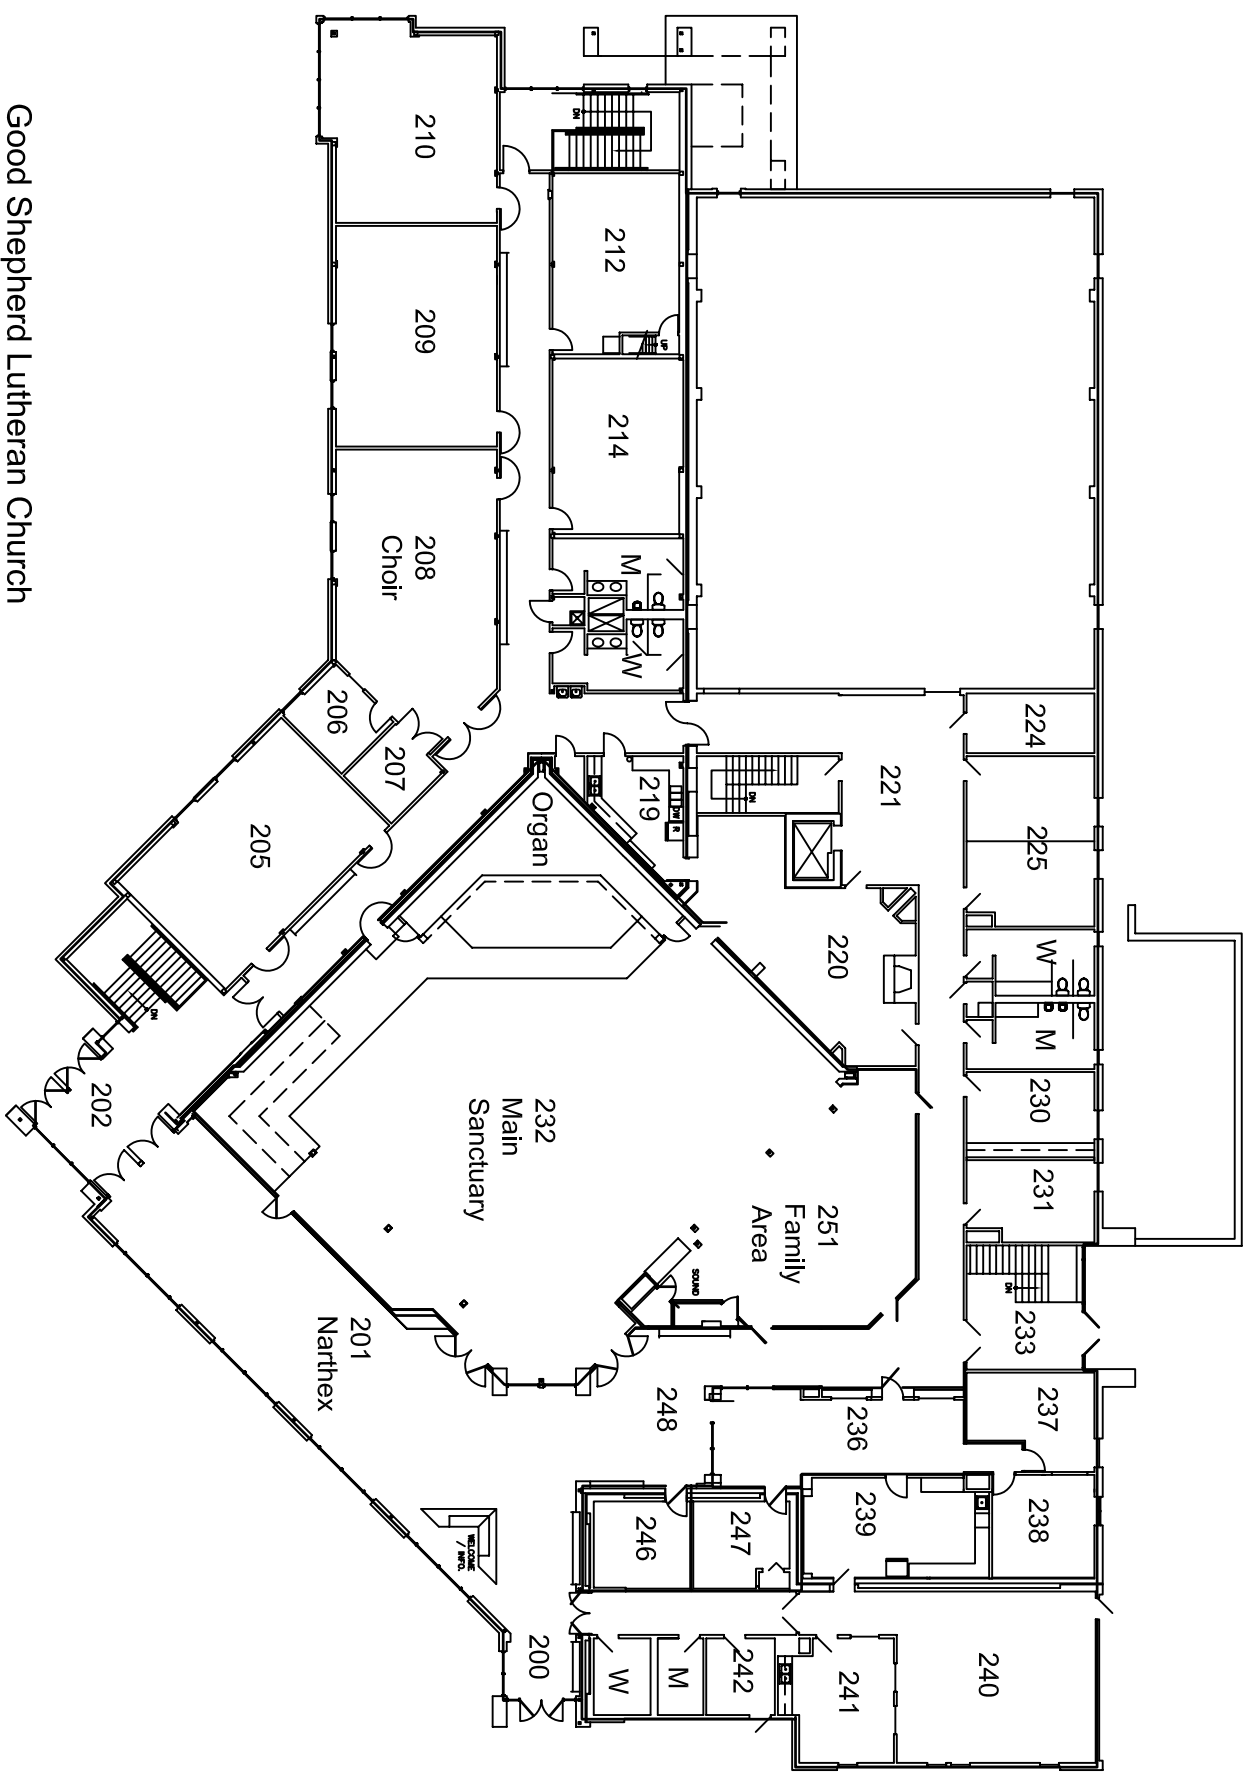 224
225
W
M
230
231
237
238
DN
233
240
221
220
239
236
241
251
Family
Area
DN
242
247
SOUND
DW
R
UP
219
248
M
212
214
M
W
246
W
DN
Organ
232
Main
Sanctuary
200
WELCOME
/ INFO.
210
209
208
Choir
207
206
201
Narthex
205
DN
202
Good Shepherd Lutheran Church